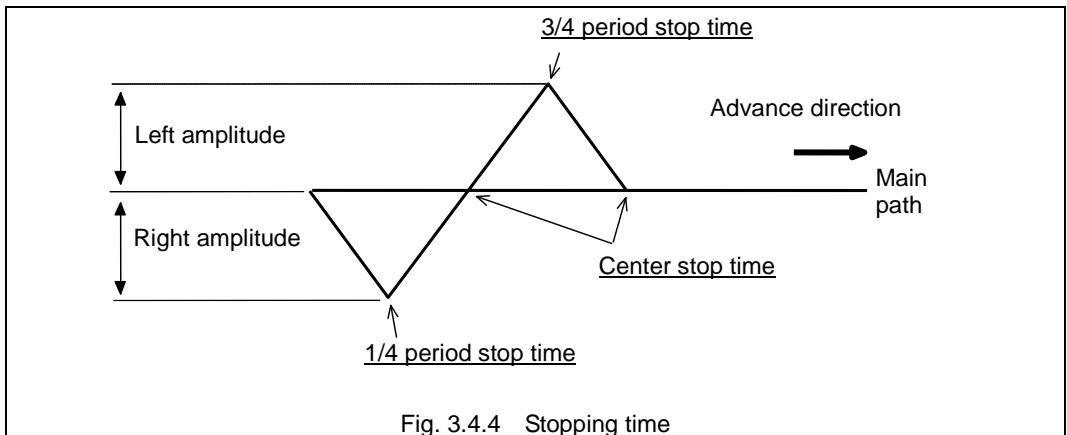 3/4 period stop time
Advance direction
Left amplitude
Main
path
Right amplitude
Center stop time
1/4 period stop time
Fig. 3.4.4 Stopping time